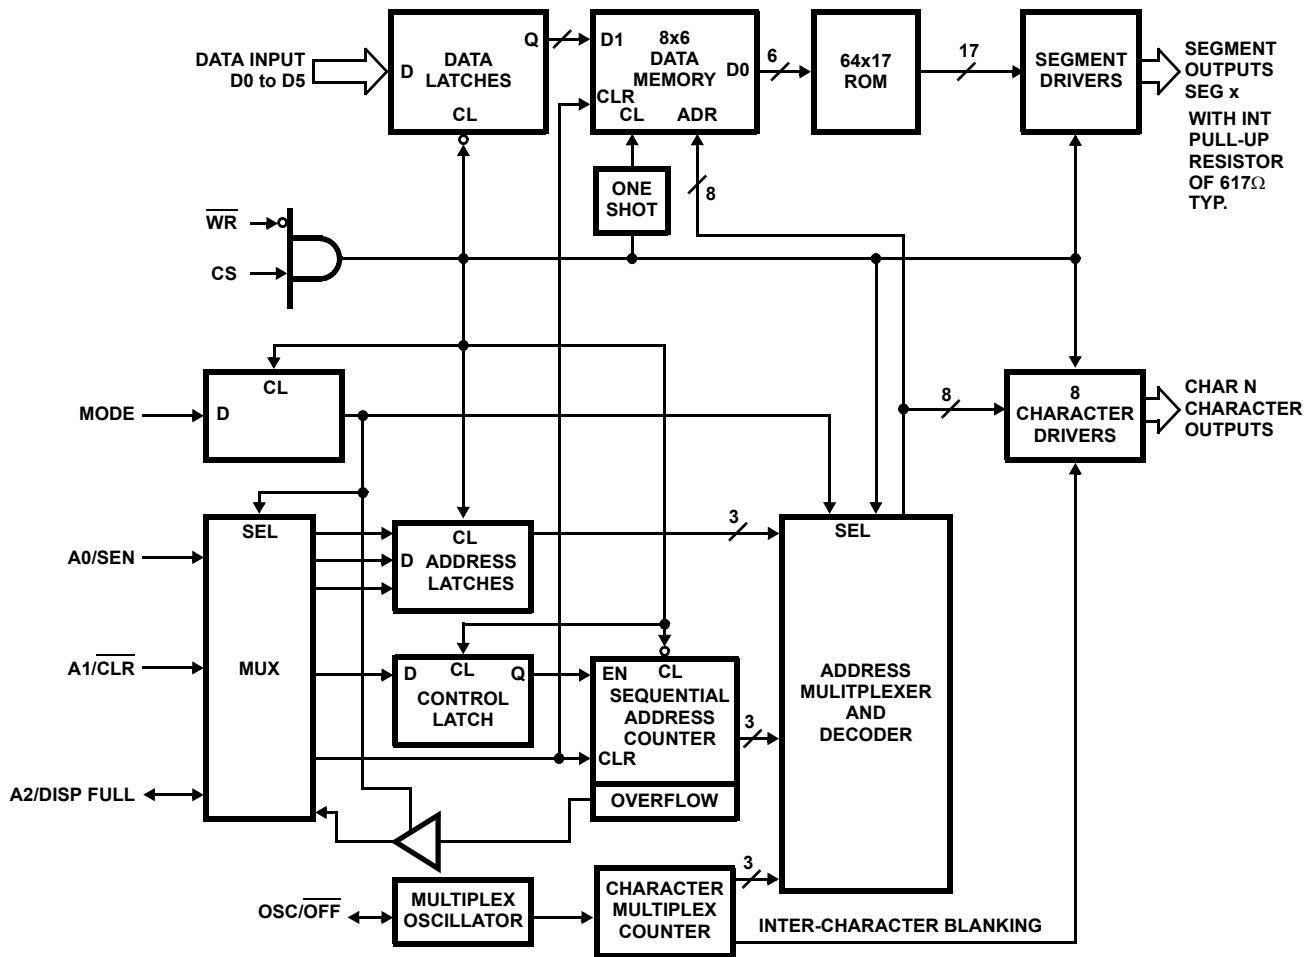 DATA INPUT
D0 to D5
D
DATA
LATCHES
Q
CL
D1
8x6
DATA
MEMORY
D0
CLR
CL
ADR
6
64x17
ROM
17
SEGMENT
DRIVERS
SEGMENT
OUTPUTS
SEG x
WITH INT
PULL-UP
RESISTOR
OF 617Ω
TYP.
ONE
SHOT
8
WR
CS
CL
D
MODE
8
8
CHARACTER
DRIVERS
CHAR N
CHARACTER
OUTPUTS
SEL
MUX
A0/SEN
A1/CLR
A2/DISP FULL
CL
D
ADDRESS
LATCHES
3
SEL
ADDRESS
MULITPLEXER
AND
DECODER
D
CL
Q
CONTROL
LATCH
EN
CL
SEQUENTIAL
ADDRESS
COUNTER
CLR
OVERFLOW
3
OSC/OFF
MULTIPLEX
OSCILLATOR
CHARACTER
MULTIPLEX
COUNTER
3
INTER-CHARACTER BLANKING